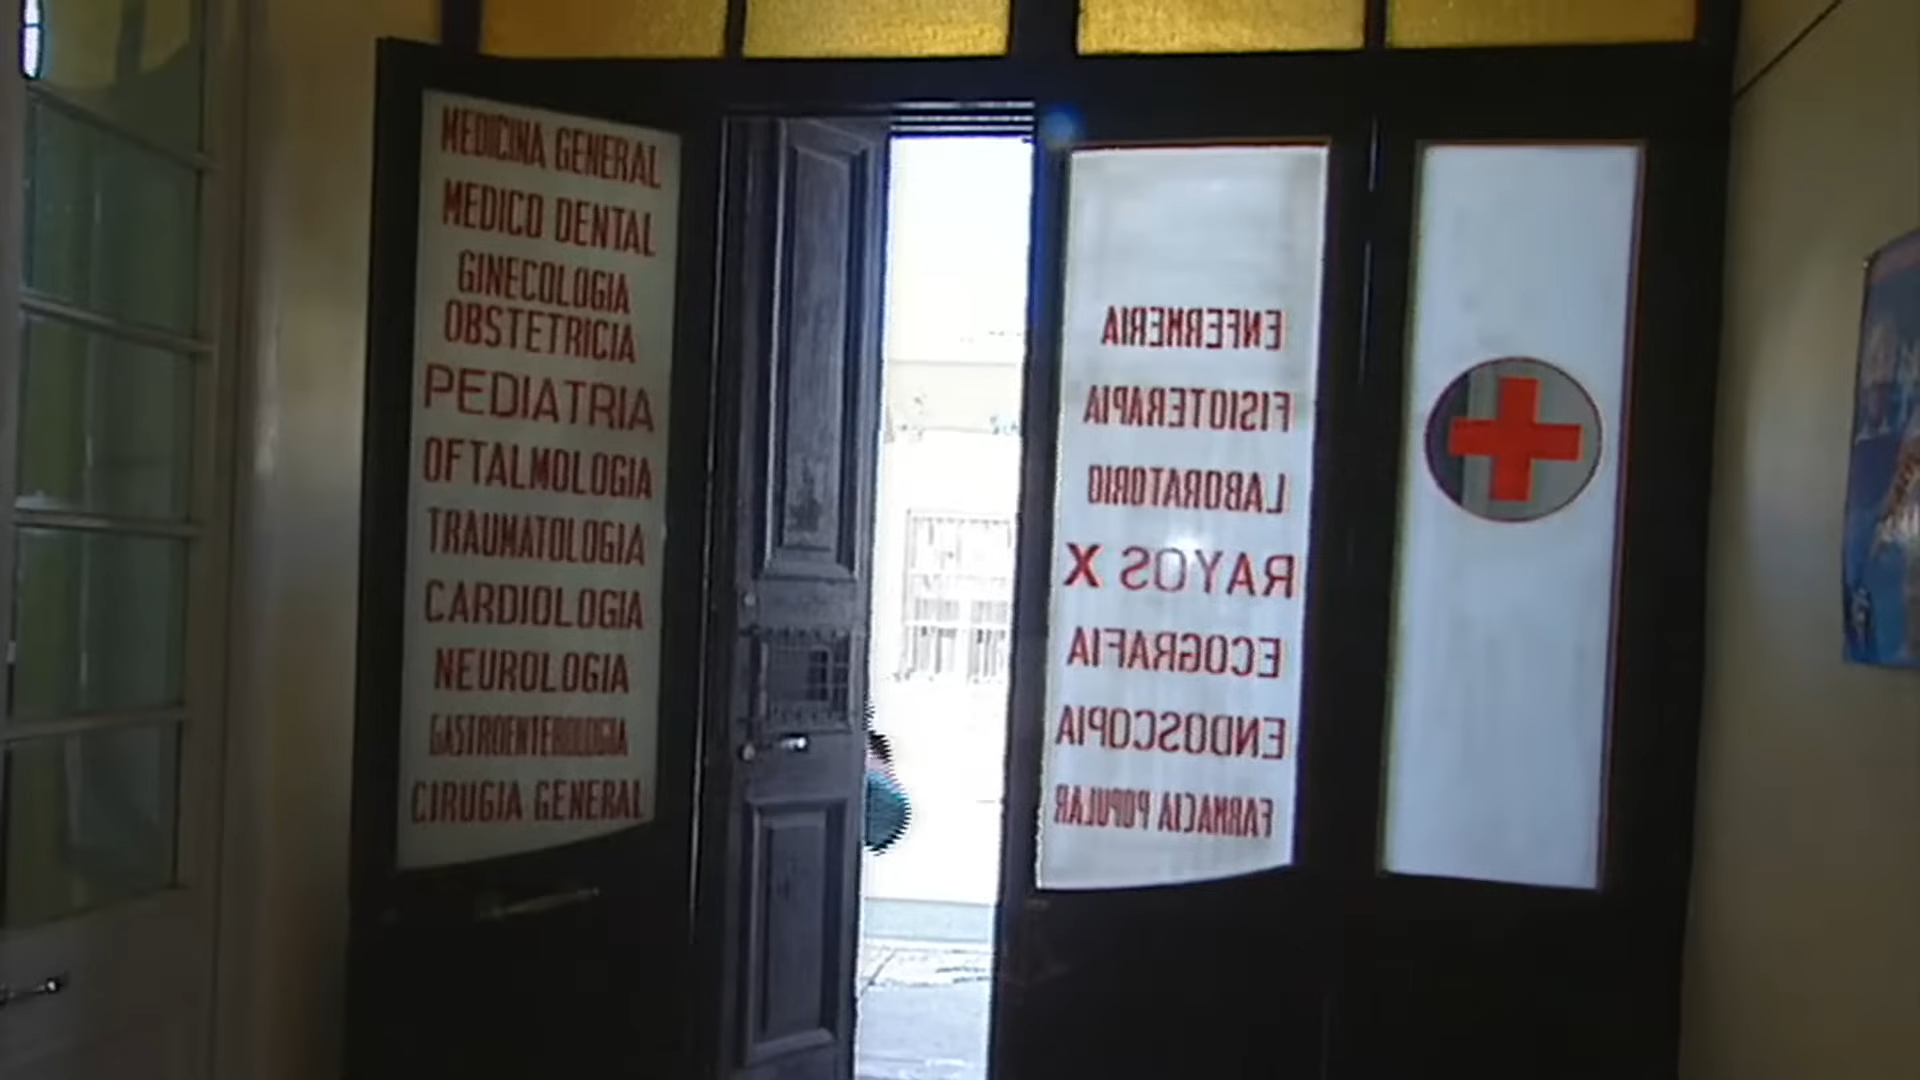 MEDICINA GENERAL
MEDICO DENTAL
GINECOLOGIA
OBSTETRICIA
PEDIATRIA
OFTALMOLOGIA
TRAUMATOLOGIA
CARDIOLOGIA
NEUROLOGIA
GASTROENTEROLOGIA
CIRUGIA GENERAL
ENFERMERIA
FISIOTERAPIA
LABORATORIO
RAYOS X
ECOGRAFIA
ENDOSCOPIA
FARMACIA POPULAR